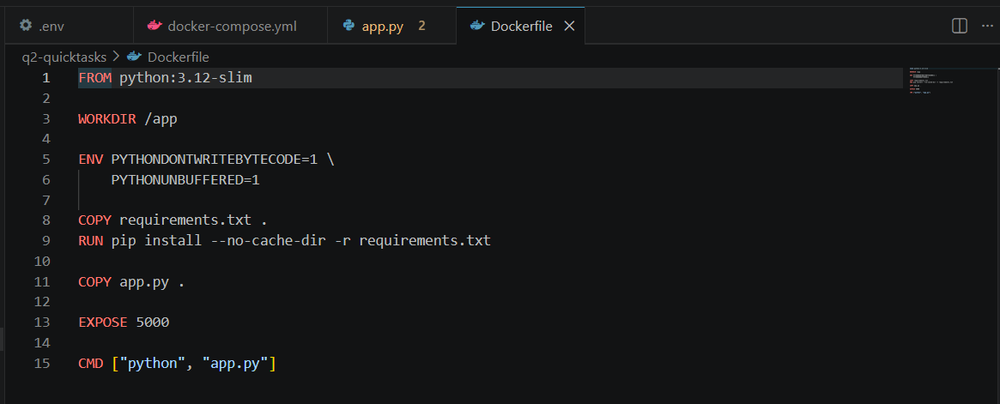 .env docker-compose.yml app.py 2 Dockerfile
q2-quicktasks > Dockerfile
1 FROM python:3.12-slim
2
3 WORKDIR /app
4
5 ENV PYTHONDONTWRITEBYTECODE=1 \
6 PYTHONUNBUFFERED=1
7
8 COPY requirements.txt .
9 RUN pip install --no-cache-dir -r requirements.txt
10
11 COPY app.py .
12
13 EXPOSE 5000
14
15 CMD ["python", "app.py"]